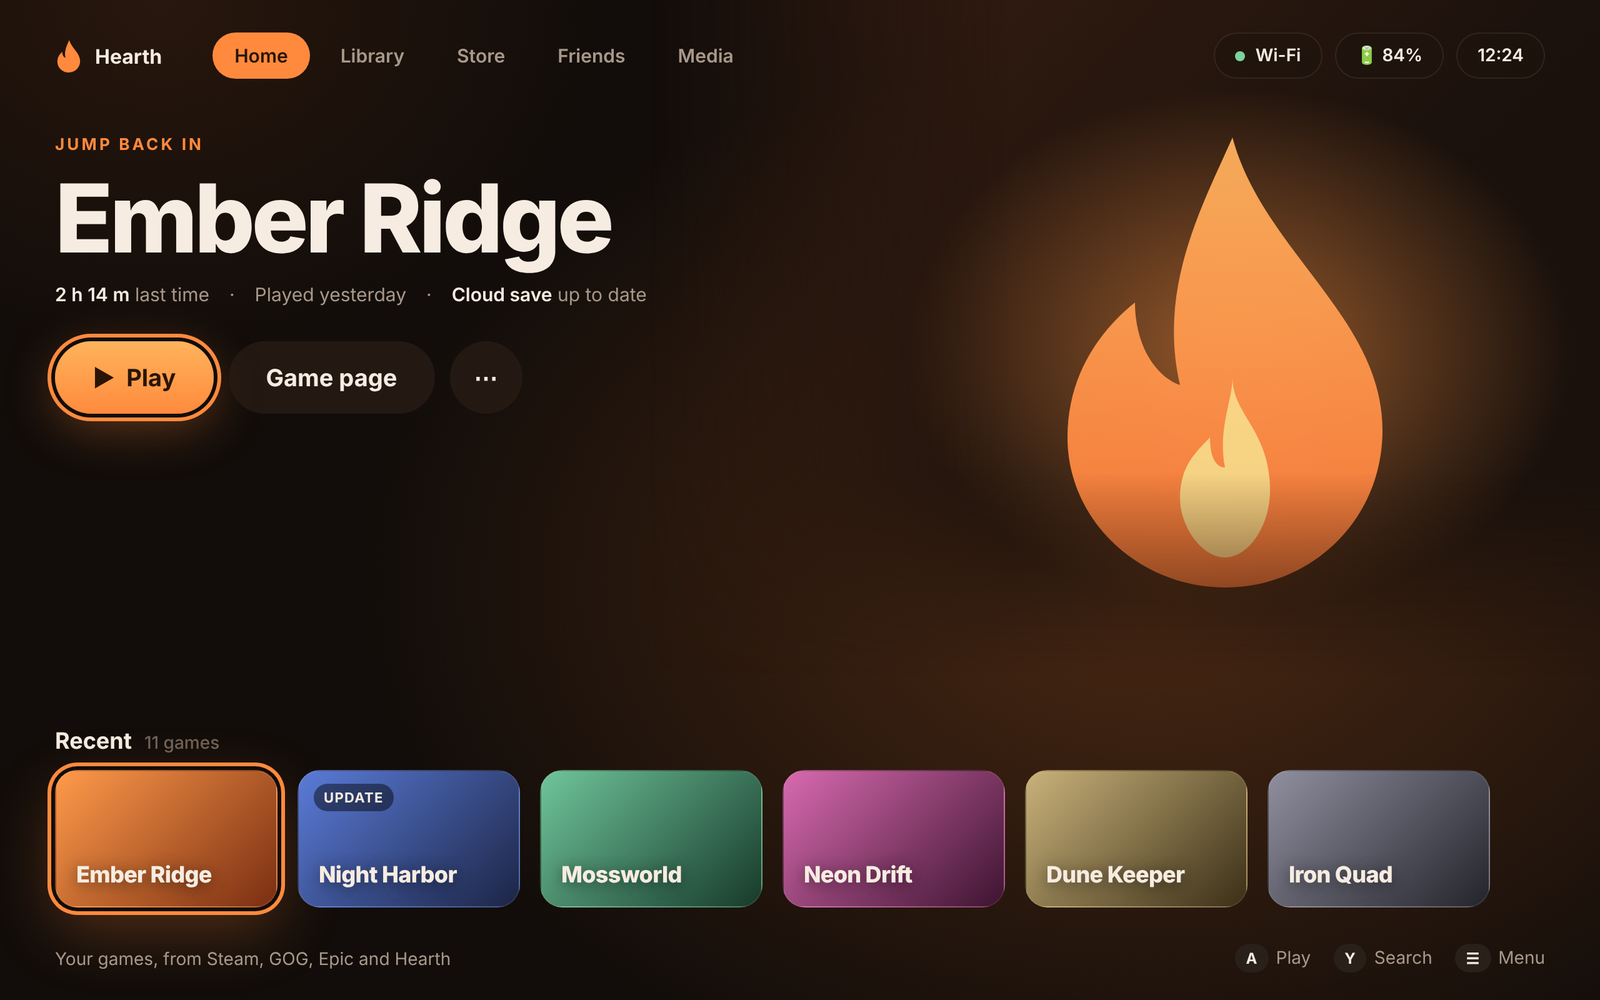 Hearth
Home
Library
Store
Friends
Media
Wi-Fi
84%
12:24
JUMP BACK IN
Ember Ridge
2 h 14 m last time · Played yesterday · Cloud save up to date
Play
Game page
···
Recent 11 games
Ember Ridge
UPDATE
Night Harbor
Mossworld
Neon Drift
Dune Keeper
Iron Quad
Your games, from Steam, GOG, Epic and Hearth
A Play
Y Search
☰ Menu